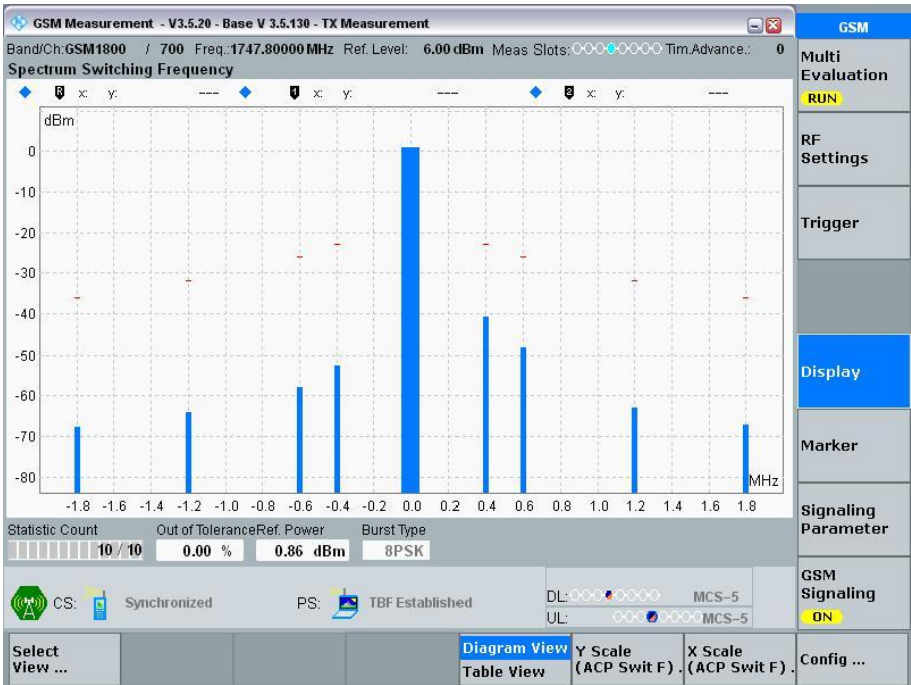 GSM Measurement - V3.5.20 - Base V 3.5.130 - TX Measurement
GSM
Band/Ch:GSM1800 / 700 Freq.:1747.80000 MHz Ref. Level: 6.00 dBm Meas Slots: Tim.Advance.: 0
Spectrum Switching Frequency
Multi
Evaluation
RUN
R x: y: --- 1 x: y: --- 2 x: y: ---
dBm
0
-10
-20
-30
-40
-50
-60
-70
-80
MHz
-1.8 -1.6 -1.4 -1.2 -1.0 -0.8 -0.6 -0.4 -0.2 0.0 0.2 0.4 0.6 0.8 1.0 1.2 1.4 1.6 1.8
RF
Settings
Trigger
Display
Marker
Signaling
Parameter
GSM
Signaling
ON
Statistic Count Out of Tolerance Ref. Power Burst Type
10 / 10 0.00 % 0.86 dBm 8PSK
CS: Synchronized PS: TBF Established
DL: MCS-5
UL: MCS-5
Select
View ...
Diagram View
Table View
Y Scale
(ACP Swit F) .
X Scale
(ACP Swit F) .
Config ...